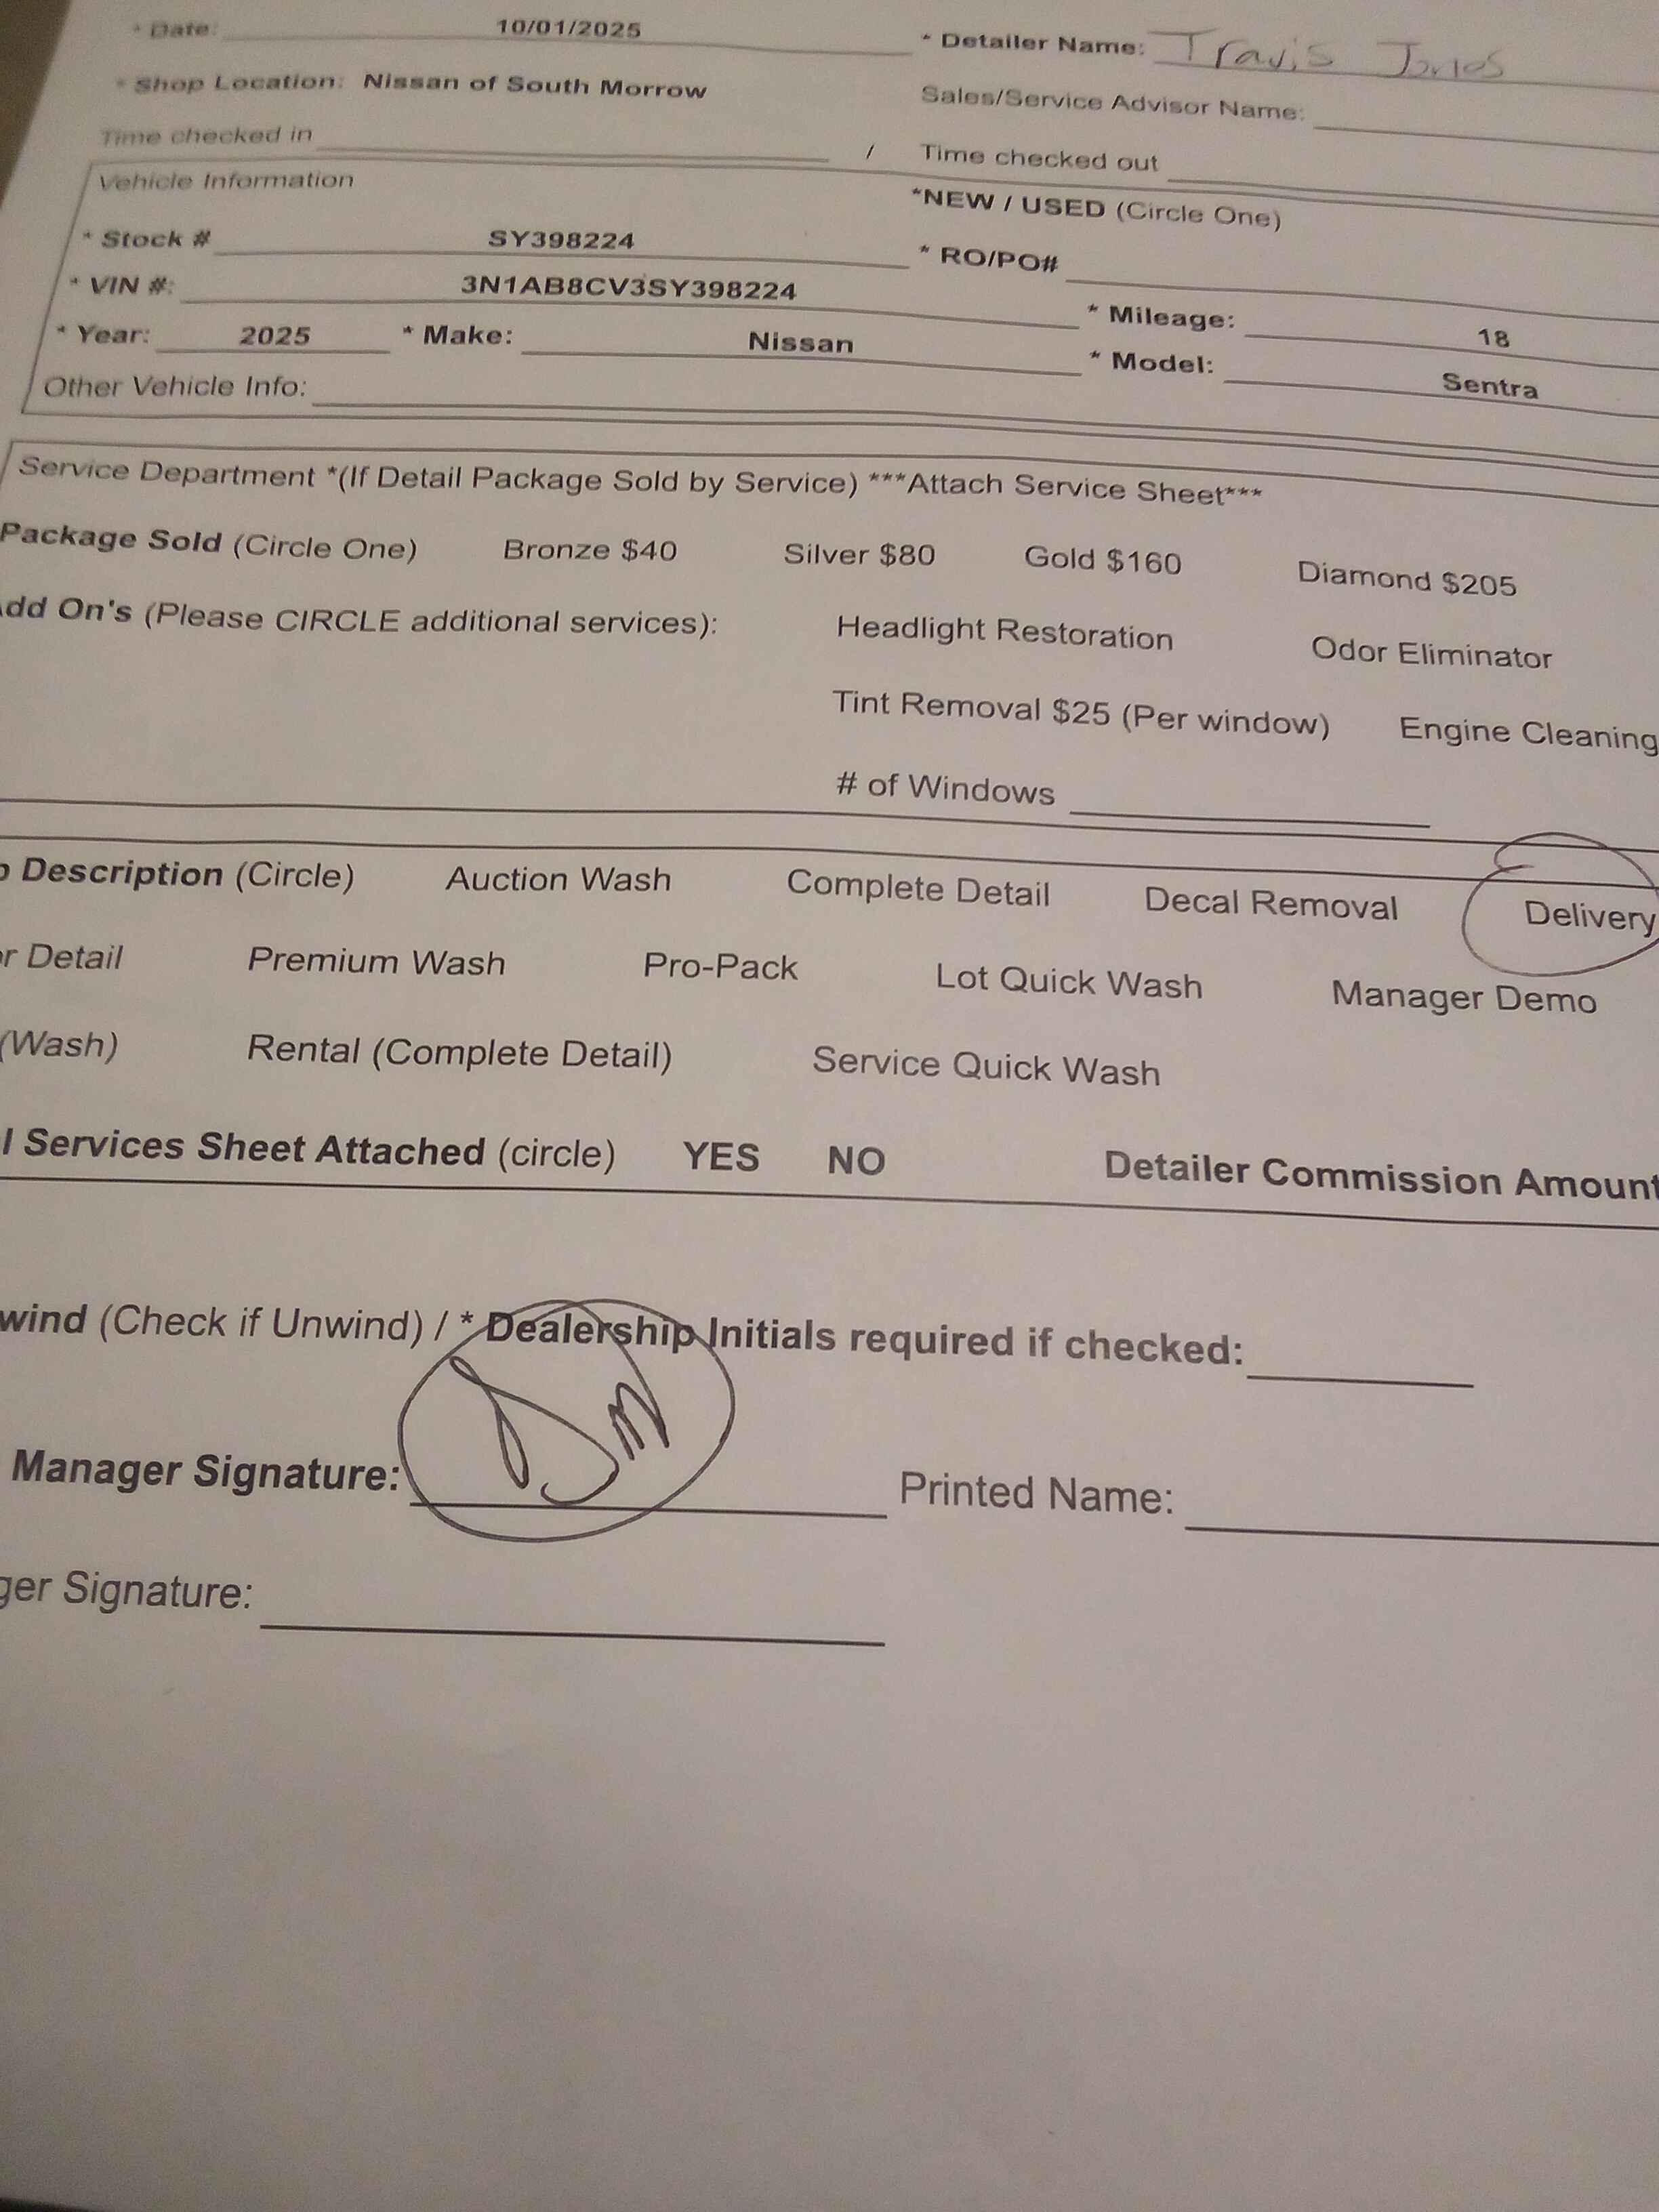 * Date: 10/01/2025 * Detailer Name: Travis Jones
* Shop Location: Nissan of South Morrow Sales/Service Advisor Name:
Time checked in / Time checked out
Vehicle Information *NEW / USED (Circle One)
* Stock # SY398224 * RO/PO#
* VIN #: 3N1AB8CV3SY398224 * Mileage: 18
* Year: 2025 * Make: Nissan * Model: Sentra
Other Vehicle Info:
Service Department *(If Detail Package Sold by Service) ***Attach Service Sheet***
Package Sold (Circle One) Bronze $40 Silver $80 Gold $160 Diamond $205
dd On's (Please CIRCLE additional services): Headlight Restoration Odor Eliminator
Tint Removal $25 (Per window) Engine Cleaning
# of Windows
Description (Circle) Auction Wash Complete Detail Decal Removal Delivery
r Detail Premium Wash Pro-Pack Lot Quick Wash Manager Demo
(Wash) Rental (Complete Detail) Service Quick Wash
l Services Sheet Attached (circle) YES NO Detailer Commission Amount
wind (Check if Unwind) / * Dealership Initials required if checked:
Manager Signature: Printed Name:
ger Signature: